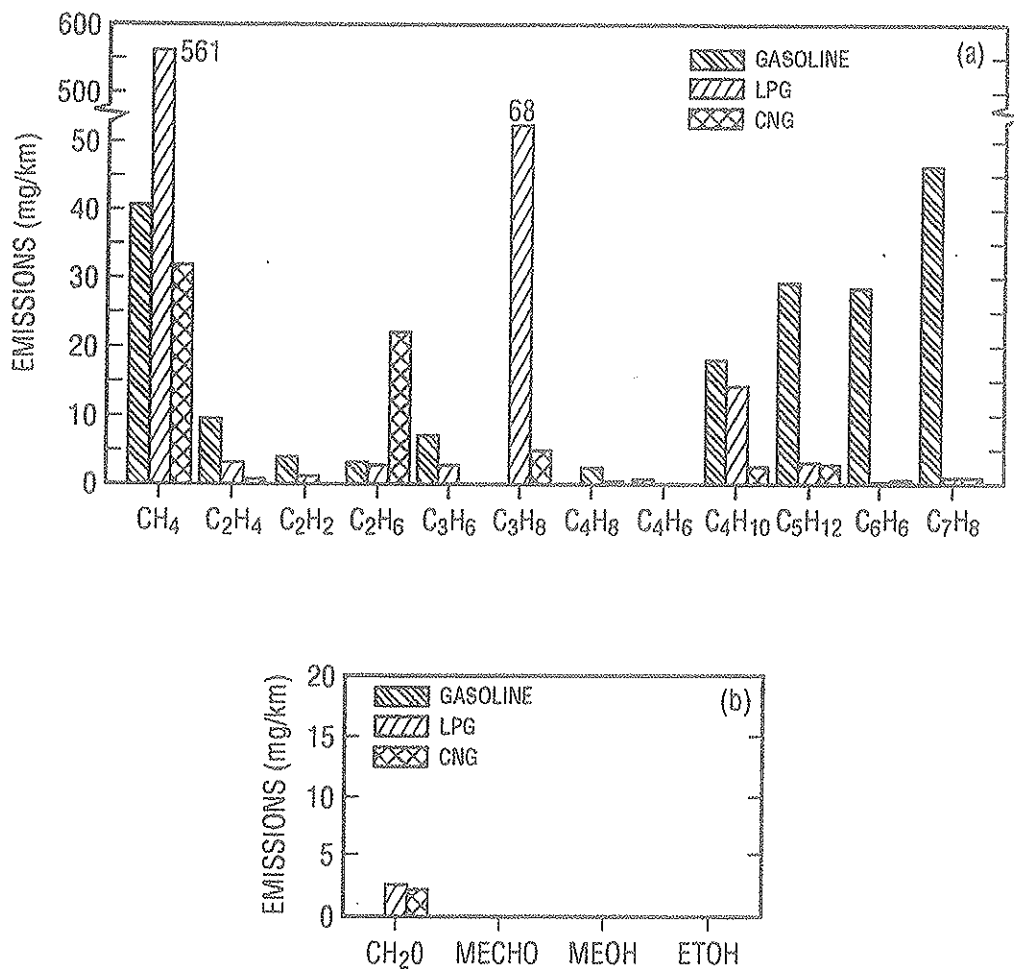 600
500
50
40
30
20
10
0
EMISSIONS (mg/km)
561
68
GASOLINE
LPG
CNG
(a)
CH₄ C₂H₄ C₂H₂ C₂H₆ C₃H₆ C₃H₈ C₄H₈ C₄H₆ C₄H₁₀ C₅H₁₂ C₆H₆ C₇H₈
20
15
10
5
0
EMISSIONS (mg/km)
GASOLINE
LPG
CNG
(b)
CH₂0 MECHO MEOH ETOH